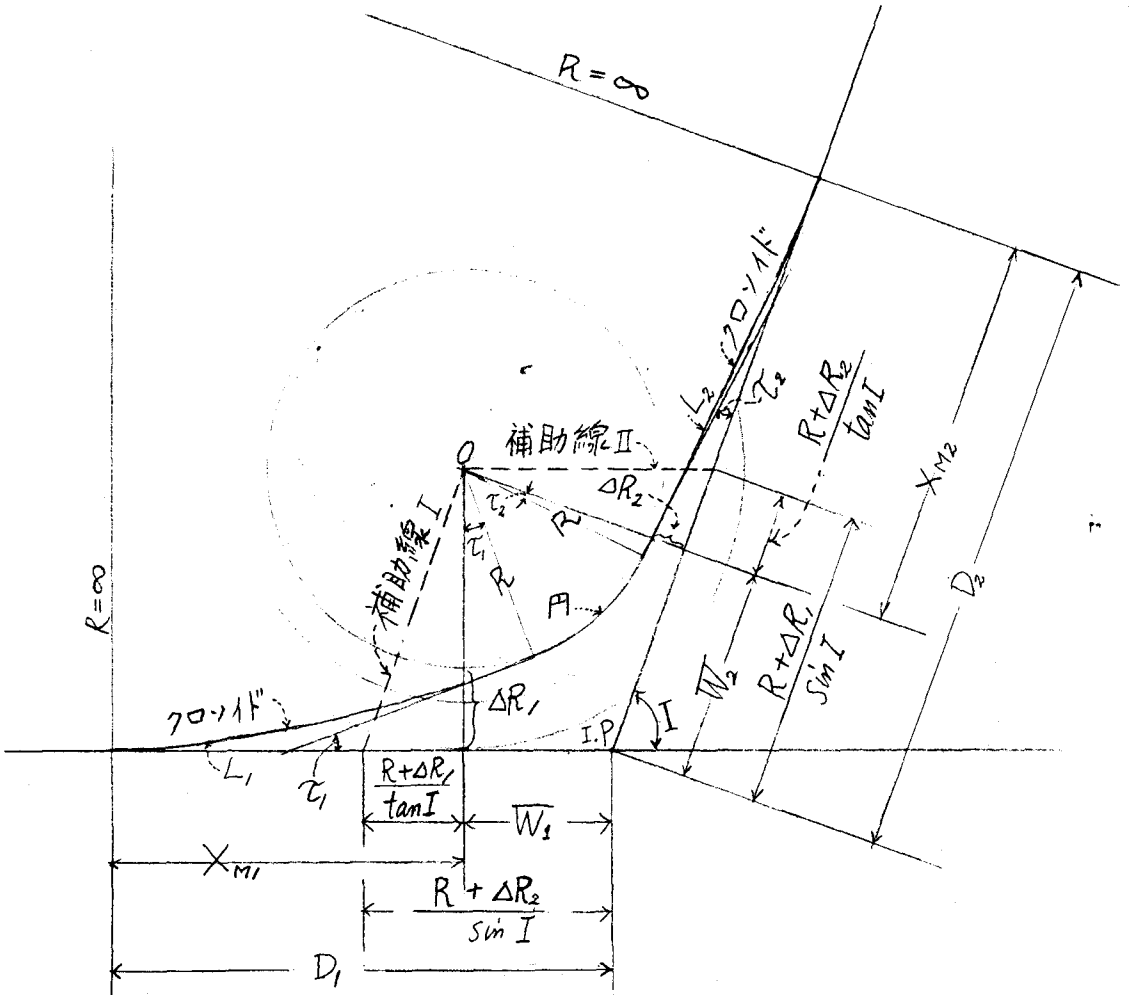 R=∞
クロソイド
L₂
τ₂
R+ΔR₂
tan I
X_M2
D₂
O
補助線II
ΔR₂
τ₂
R
τ₁
R
補助線I
R=∞
円
W₂
R+ΔR₁
sin I
クロソイド
ΔR₁
I.P
I
L₁
τ₁
R+ΔR₁
tan I
W₁
X_M1
R + ΔR₂
sin I
D₁